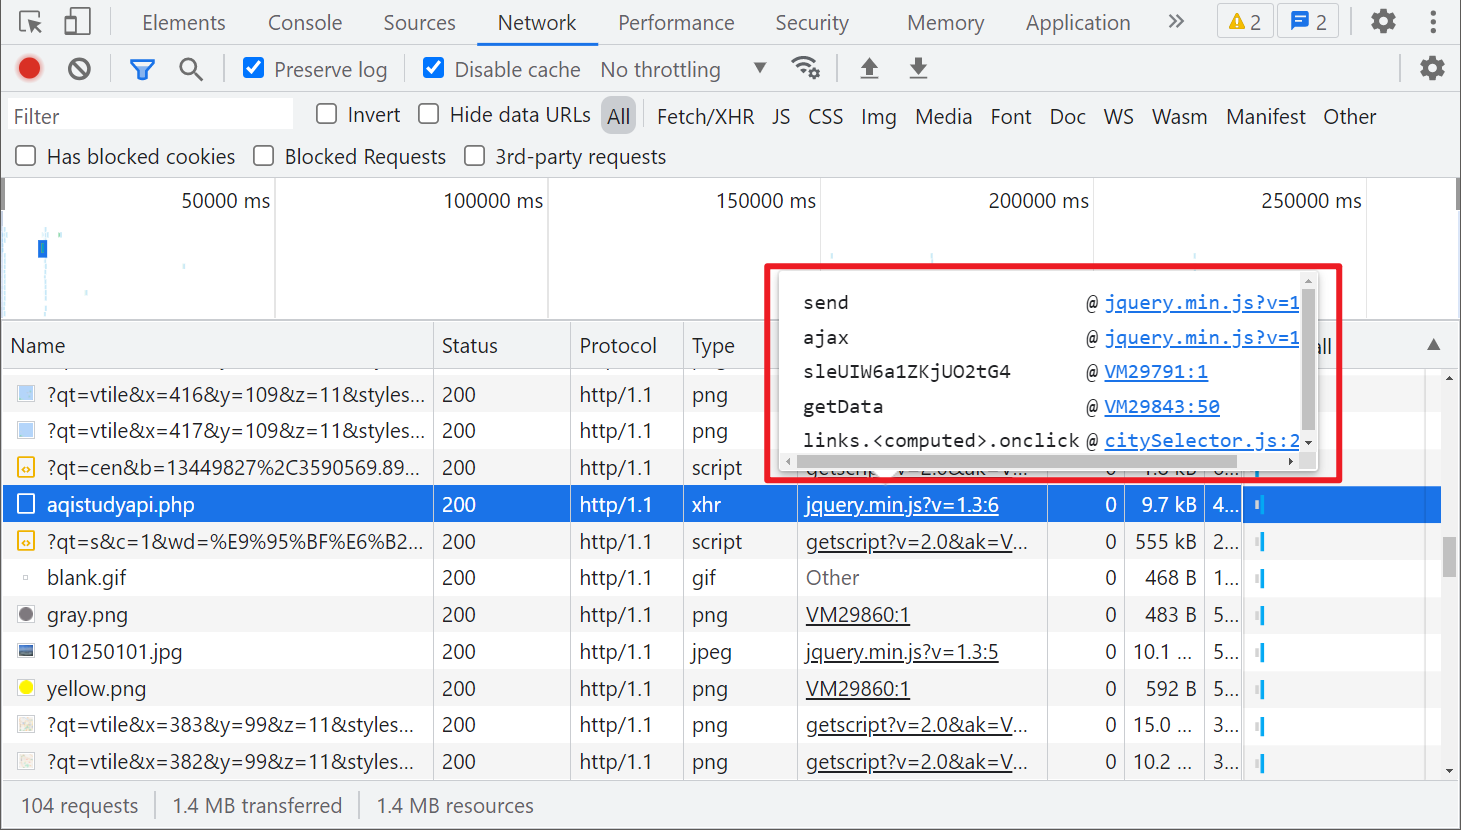 Elements Console Sources Network Performance Security Memory Application » 2 2
Preserve log Disable cache No throttling
Filter Invert Hide data URLs All Fetch/XHR JS CSS Img Media Font Doc WS Wasm Manifest Other
Has blocked cookies Blocked Requests 3rd-party requests
50000 ms 100000 ms 150000 ms 200000 ms 250000 ms
send @ jquery.min.js?v=1
ajax @ jquery.min.js?v=1
sleUIW6a1ZKjUO2tG4 @ VM29791:1
getData @ VM29843:50
links.<computed>.onclick @ citySelector.js:2
Name Status Protocol Type
?qt=vtile&x=416&y=109&z=11&styles... 200 http/1.1 png
?qt=vtile&x=417&y=109&z=11&styles... 200 http/1.1 png
?qt=cen&b=13449827%2C3590569.89... 200 http/1.1 script
aqistudyapi.php 200 http/1.1 xhr jquery.min.js?v=1.3:6 0 9.7 kB 4...
?qt=s&c=1&wd=%E9%95%BF%E6%B2... 200 http/1.1 script getscript?v=2.0&ak=V... 0 555 kB 2...
blank.gif 200 http/1.1 gif Other 0 468 B 1...
gray.png 200 http/1.1 png VM29860:1 0 483 B 5...
101250101.jpg 200 http/1.1 jpeg jquery.min.js?v=1.3:5 0 10.1 ... 5...
yellow.png 200 http/1.1 png VM29860:1 0 592 B 5...
?qt=vtile&x=383&y=99&z=11&styles... 200 http/1.1 png getscript?v=2.0&ak=V... 0 15.0 ... 3...
?qt=vtile&x=382&y=99&z=11&styles... 200 http/1.1 png getscript?v=2.0&ak=V... 0 10.2 ... 3...
104 requests 1.4 MB transferred 1.4 MB resources